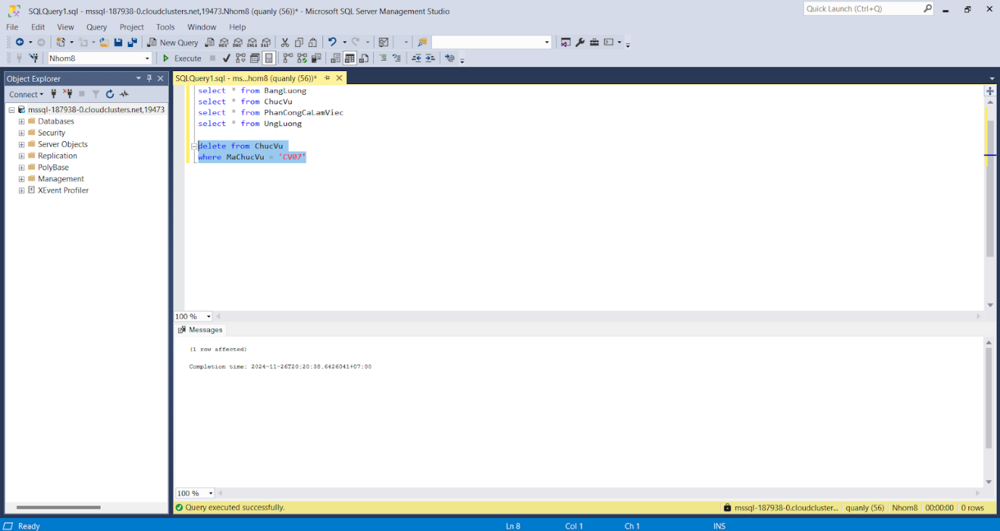 SQLQuery1.sql - mssql-187938-0.cloudclusters.net,19473.Nhom8 (quanly (56))* - Microsoft SQL Server Management Studio
Quick Launch (Ctrl+Q)
File Edit View Query Project Tools Window Help
New Query
Nhom8 Execute
Object Explorer
Connect
mssql-187938-0.cloudclusters.net,19473
Databases
Security
Server Objects
Replication
PolyBase
Management
XEvent Profiler
SQLQuery1.sql - ms...hom8 (quanly (56))*
select * from BangLuong
select * from ChucVu
select * from PhanCongCaLamViec
select * from UngLuong
delete from ChucVu
where MaChucVu = 'CV07'
100 %
Messages
(1 row affected)
Completion time: 2024-11-26T20:20:38.6426041+07:00
100 %
Query executed successfully. mssql-187938-0.cloudcluster... quanly (56) Nhom8 00:00:00 0 rows
Ready Ln 8 Col 1 Ch 1 INS